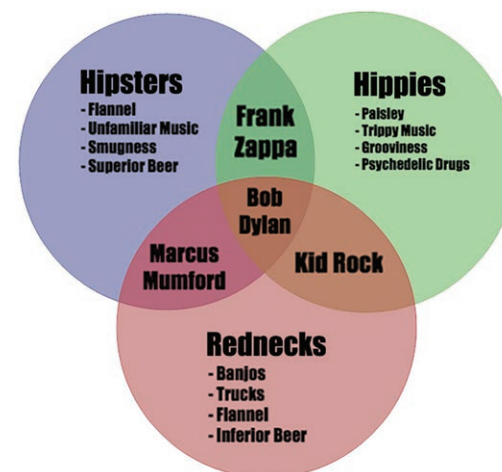 Hipsters
- Flannel
- Unfamiliar Music
- Smugness
- Superior Beer
Hippies
- Paisley
- Trippy Music
- Grooviness
- Psychedelic Drugs
Frank
Zappa
Bob
Dylan
Marcus
Mumford
Kid Rock
Rednecks
- Banjos
- Trucks
- Flannel
- Inferior Beer